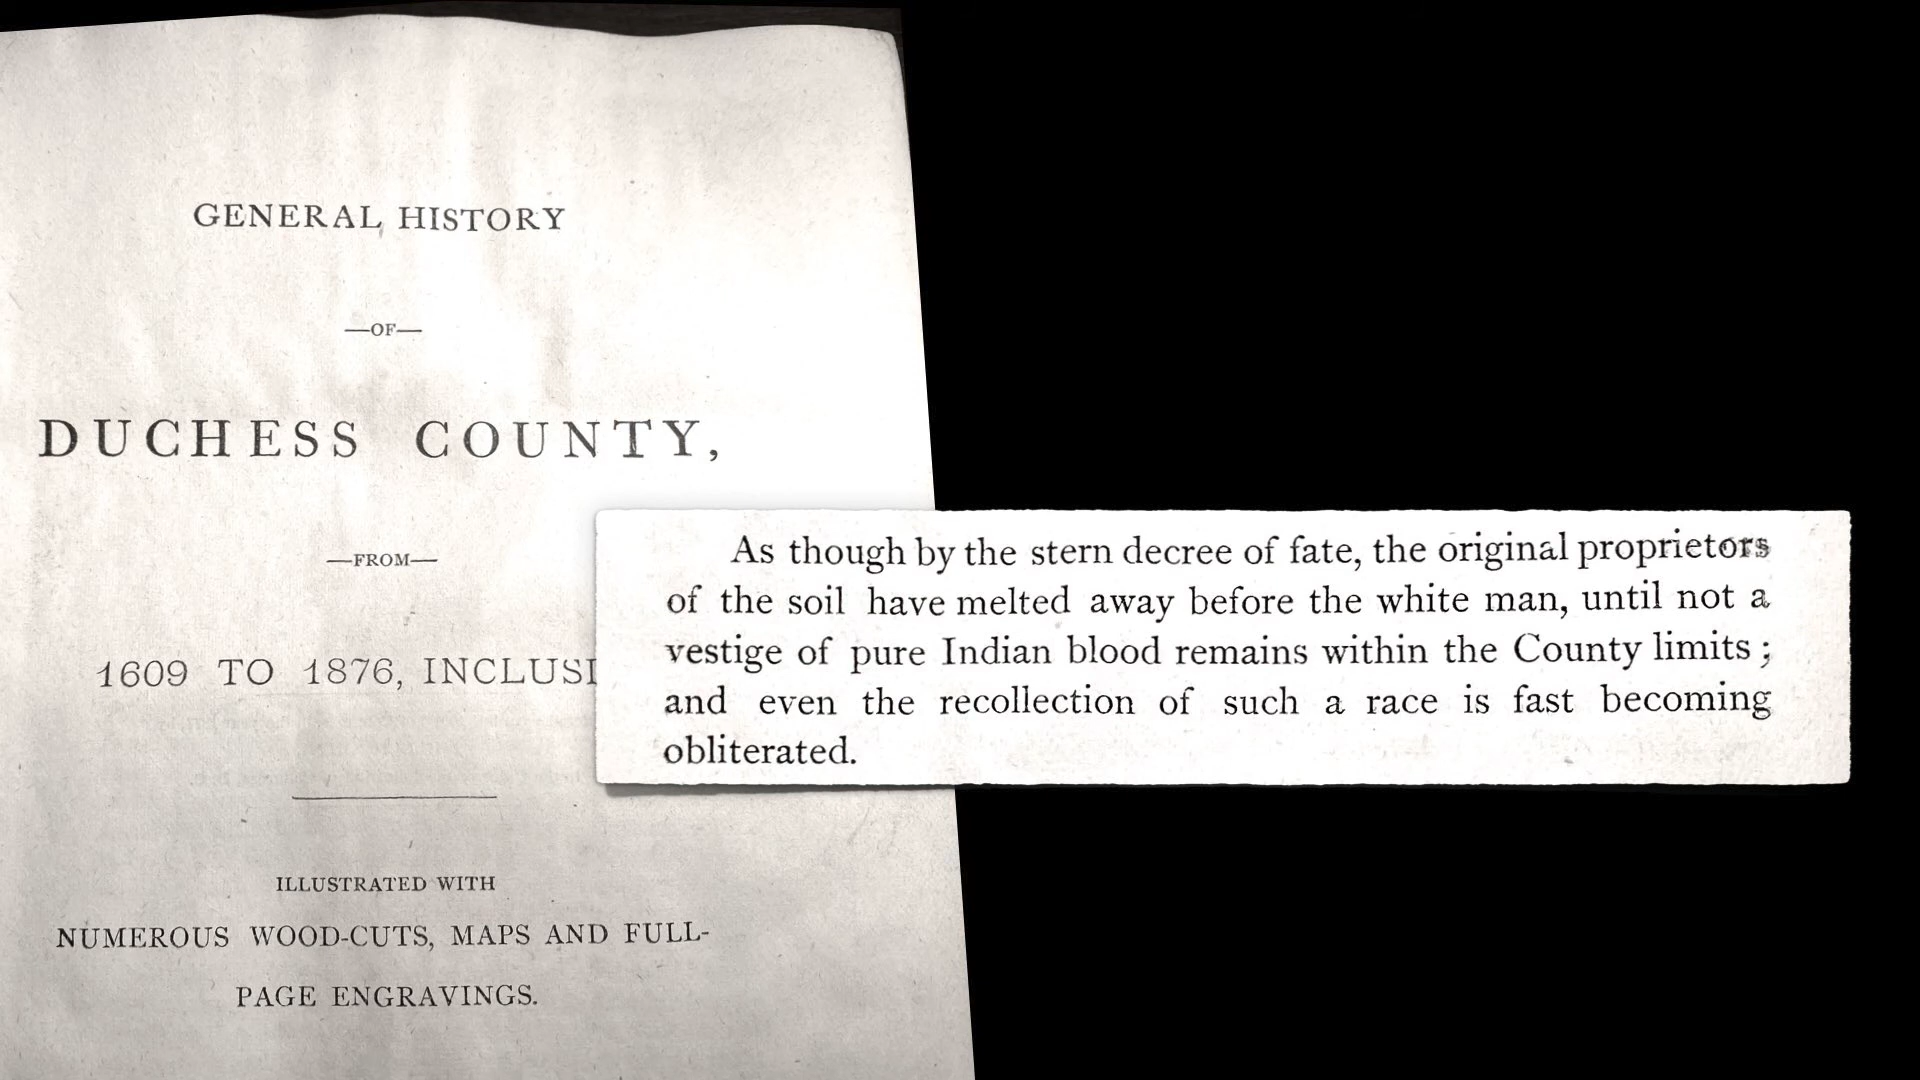 GENERAL HISTORY
—OF—
DUCHESS COUNTY,
—FROM—
1609 TO 1876, INCLUSI
ILLUSTRATED WITH
NUMEROUS WOOD-CUTS, MAPS AND FULL-
PAGE ENGRAVINGS.
As though by the stern decree of fate, the original proprietors
of the soil have melted away before the white man, until not a
vestige of pure Indian blood remains within the County limits ;
and even the recollection of such a race is fast becoming
obliterated.